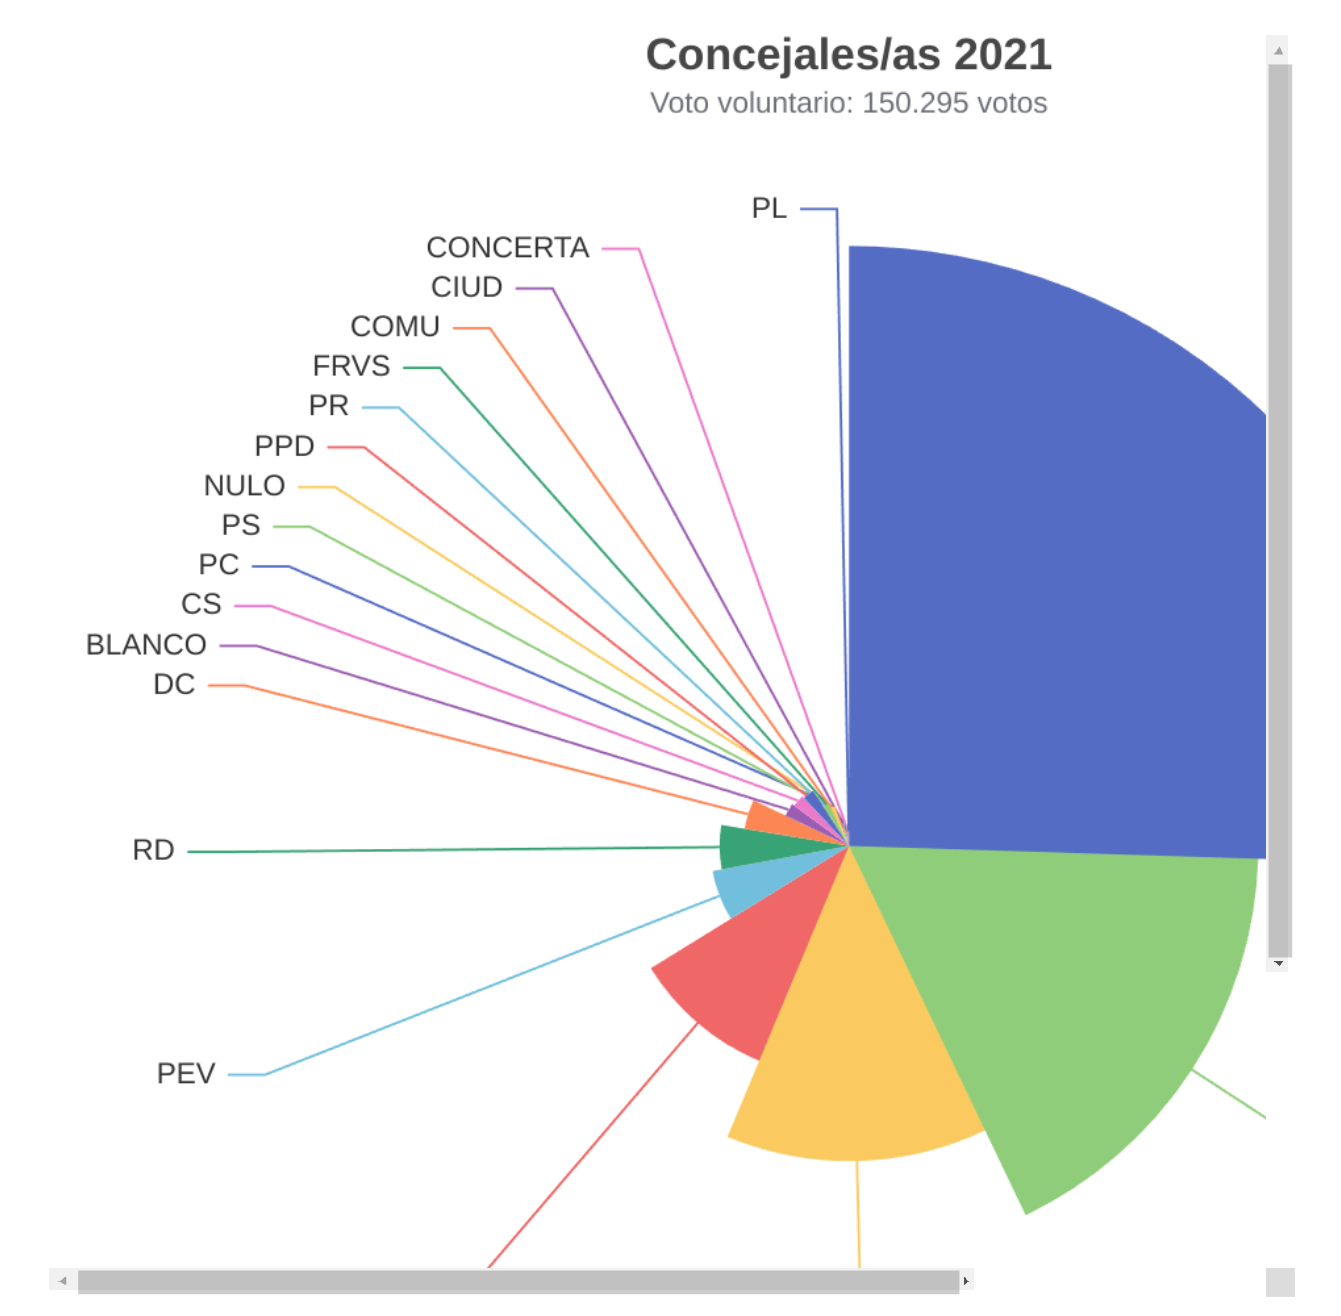 Concejales/as 2021
Voto voluntario: 150.295 votos
PL
CONCERTA
CIUD
COMU
FRVS
PR
PPD
NULO
PS
PC
CS
BLANCO
DC
RD
PEV